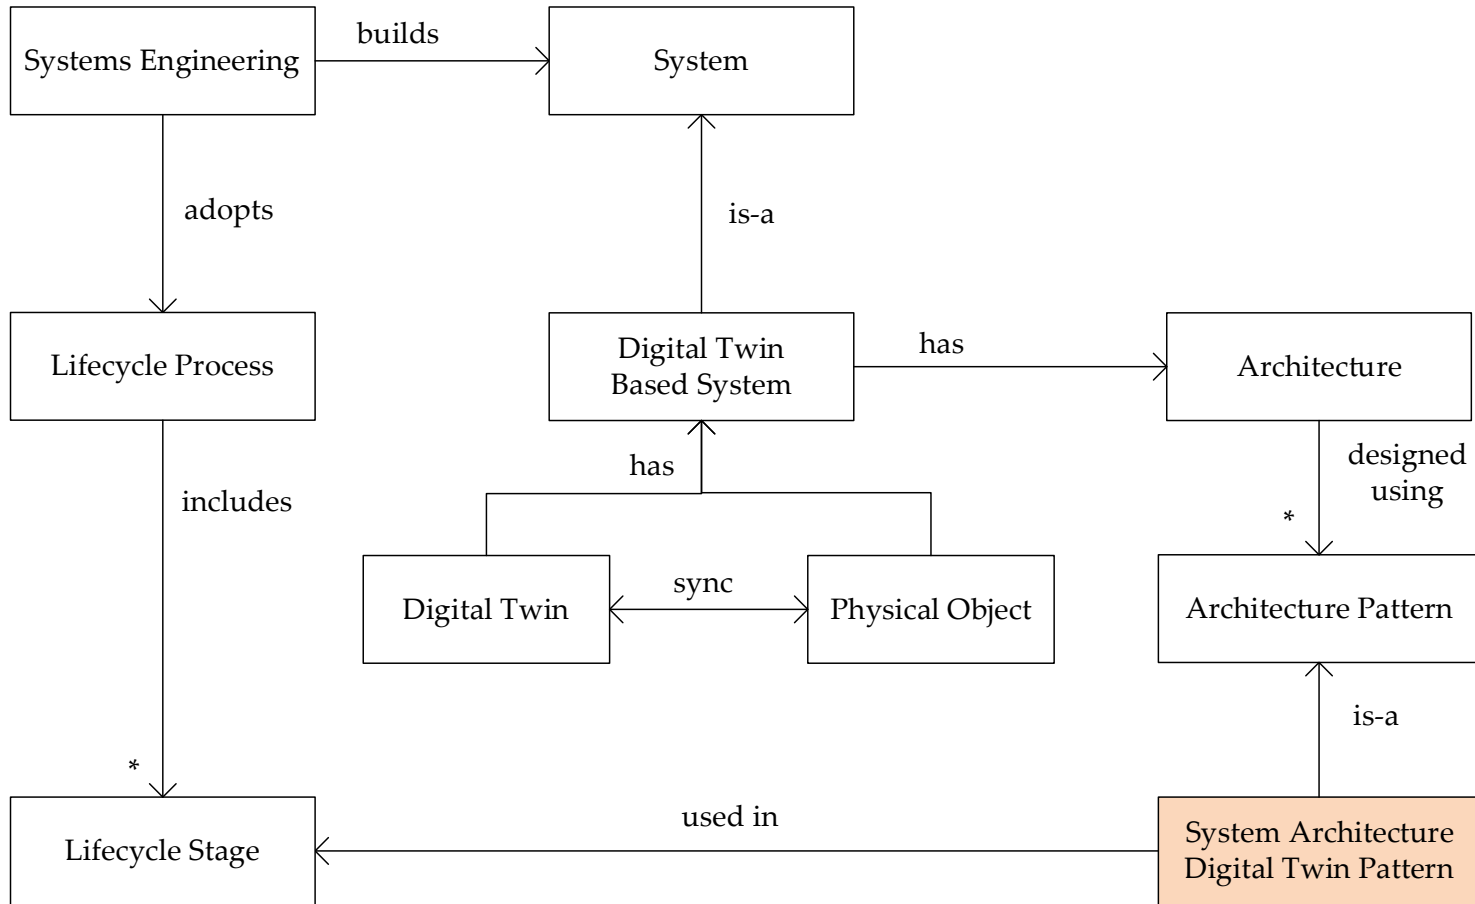 builds
Systems Engineering
System
adopts
is-a
Lifecycle Process
Digital Twin
Based System
has
Architecture
has
designed
using
includes
*
Digital Twin
sync
Physical Object
Architecture Pattern
is-a
*
used in
Lifecycle Stage
System Architecture
Digital Twin Pattern